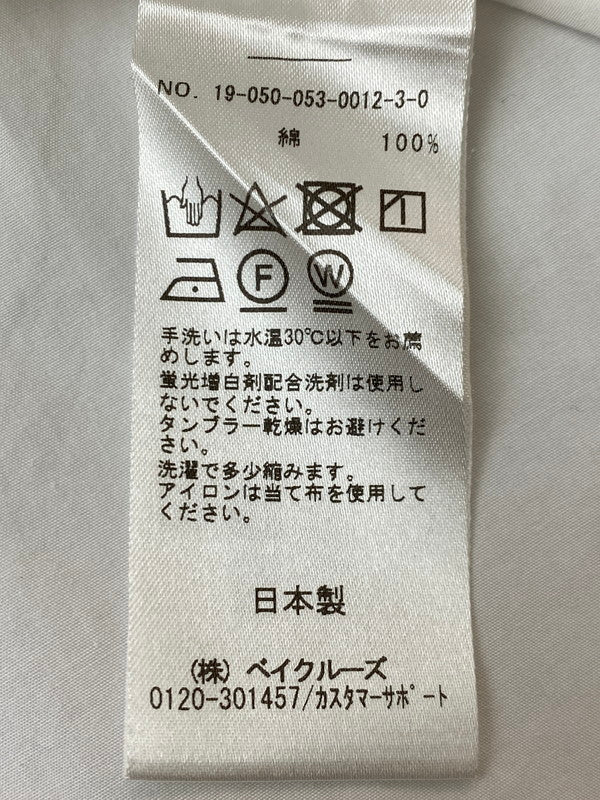 NO. 19-050-053-0012-3-0
綿 100%
F W
手洗いは水温30℃以下をお薦
めします。
蛍光増白剤配合洗剤は使用し
ないでください。
タンブラー乾燥はお避けくだ
さい。
洗濯で多少縮みます。
アイロンは当て布を使用して
ください。
日本製
(株) ベイクルーズ
0120-301457/カスタマーサポート